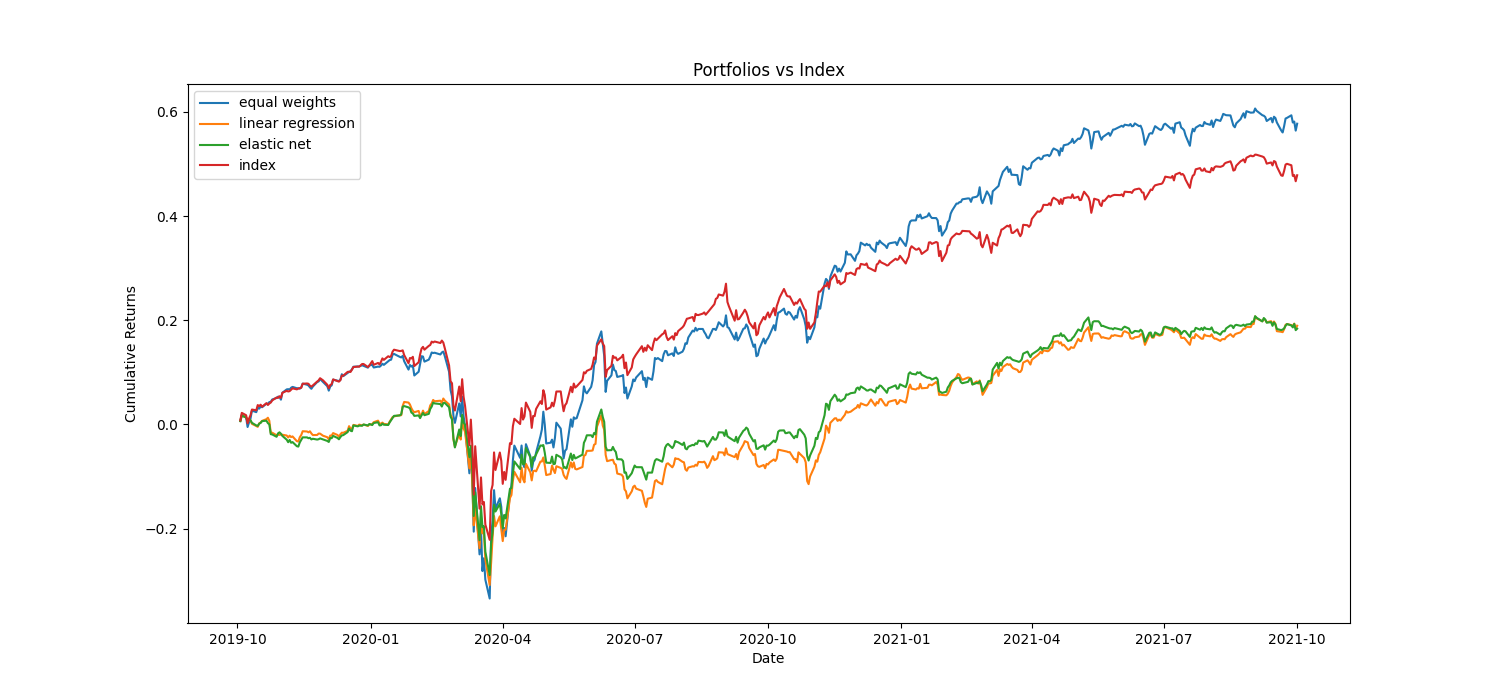 Portfolios vs Index
equal weights
linear regression
elastic net
index
Cumulative Returns
0.6
0.4
0.2
0.0
−0.2
2019-10
2020-01
2020-04
2020-07
2020-10
2021-01
2021-04
2021-07
2021-10
Date